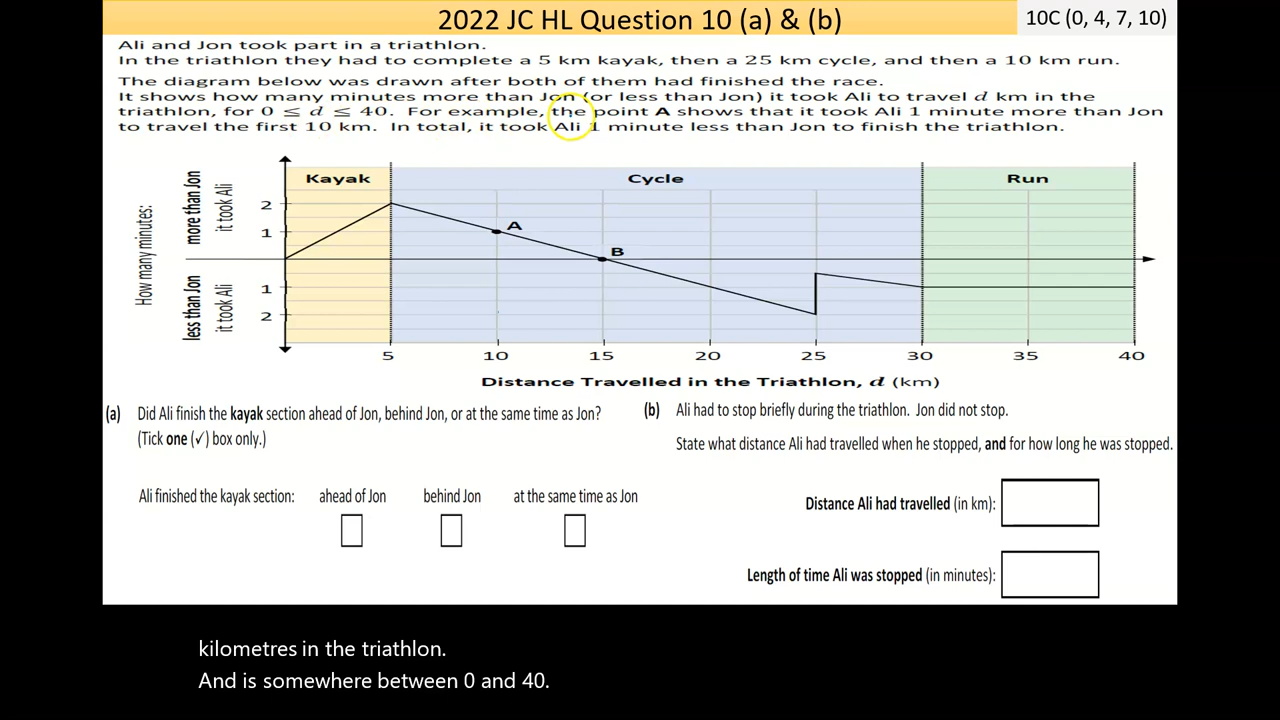 2022 JC HL Question 10 (a) & (b)
10C (0, 4, 7, 10)
Ali and Jon took part in a triathlon.
In the triathlon they had to complete a 5 km kayak, then a 25 km cycle, and then a 10 km run.
The diagram below was drawn after both of them had finished the race.
It shows how many minutes more than Jon (or less than Jon) it took Ali to travel d km in the
triathlon, for 0 ≤ d ≤ 40. For example, the point A shows that it took Ali 1 minute more than Jon
to travel the first 10 km. In total, it took Ali 1 minute less than Jon to finish the triathlon.
How many minutes:
more than Jon
it took Ali
less than Jon
it took Ali
Kayak
Cycle
Run
2
1
1
2
A
B
5
10
15
20
25
30
35
40
Distance Travelled in the Triathlon, d (km)
(a) Did Ali finish the kayak section ahead of Jon, behind Jon, or at the same time as Jon?
(Tick one (✓) box only.)
Ali finished the kayak section: ahead of Jon behind Jon at the same time as Jon
(b) Ali had to stop briefly during the triathlon. Jon did not stop.
State what distance Ali had travelled when he stopped, and for how long he was stopped.
Distance Ali had travelled (in km):
Length of time Ali was stopped (in minutes):
kilometres in the triathlon.
And is somewhere between 0 and 40.